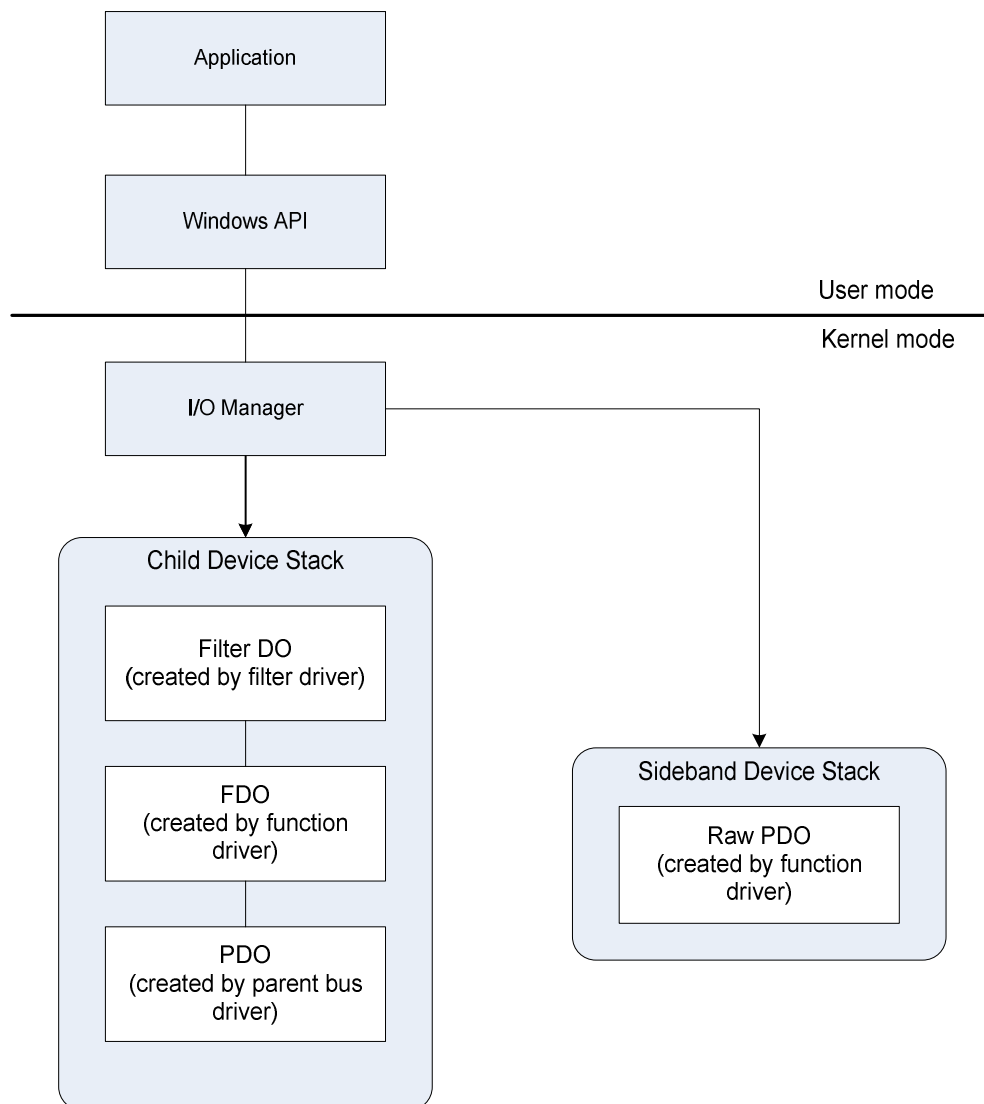 Application
Windows API
User mode
Kernel mode
I/O Manager
Child Device Stack
Filter DO
(created by filter driver)
FDO
(created by function
driver)
PDO
(created by parent bus
driver)
Sideband Device Stack
Raw PDO
(created by function
driver)